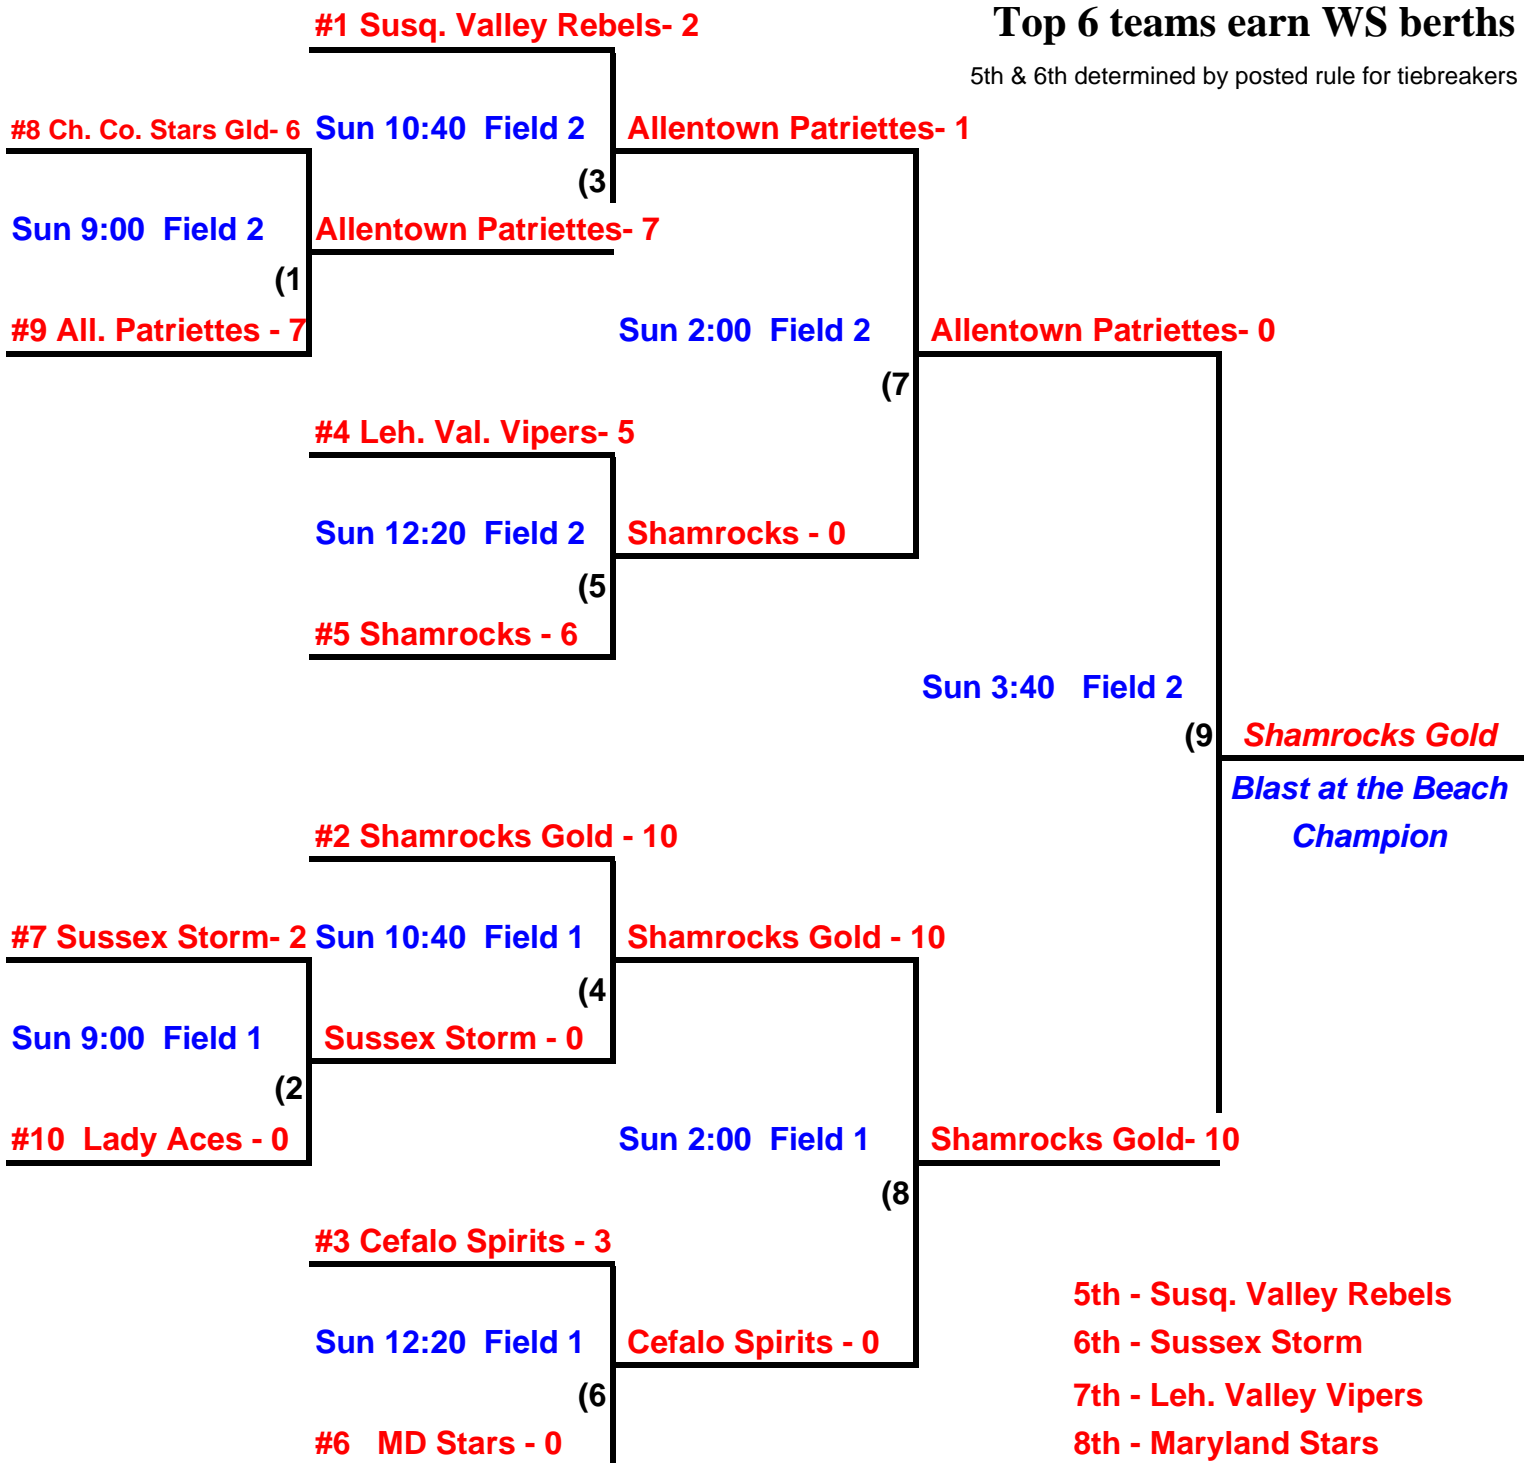 #1 Susq. Valley Rebels- 2
Top 6 teams earn WS berths
5th & 6th determined by posted rule for tiebreakers
#8 Ch. Co. Stars Gld- 6
Sun 10:40  Field 2
Allentown Patriettes- 1
(3
Sun 9:00  Field 2
Allentown Patriettes- 7
(1
#9 All. Patriettes - 7
Sun 2:00  Field 2
Allentown Patriettes- 0
(7
#4 Leh. Val. Vipers- 5
Sun 12:20  Field 2
Shamrocks - 0
(5
#5 Shamrocks - 6
Sun 3:40   Field 2
(9
Shamrocks Gold
Blast at the Beach
Champion
#2 Shamrocks Gold - 10
#7 Sussex Storm- 2
Sun 10:40  Field 1
Shamrocks Gold - 10
(4
Sun 9:00  Field 1
Sussex Storm - 0
(2
#10  Lady Aces - 0
Sun 2:00  Field 1
Shamrocks Gold- 10
(8
#3 Cefalo Spirits - 3
5th - Susq. Valley Rebels
Sun 12:20  Field 1
Cefalo Spirits - 0
6th - Sussex Storm
(6
7th - Leh. Valley Vipers
#6   MD Stars - 0
8th - Maryland Stars